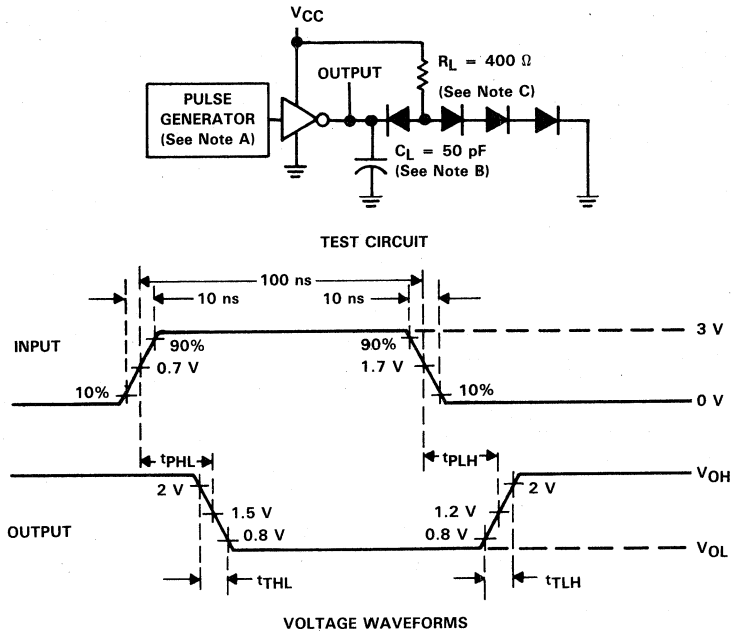 VCC
RL = 400 Ω
OUTPUT
(See Note C)
PULSE
GENERATOR
(See Note A)
CL = 50 pF
(See Note B)
TEST CIRCUIT
100 ns
10 ns
10 ns
3 V
INPUT
90%
90%
0.7 V
1.7 V
10%
10%
0 V
tPHL
tPLH
VOH
2 V
2 V
1.5 V
1.2 V
OUTPUT
0.8 V
0.8 V
VOL
tTHL
tTLH
VOLTAGE WAVEFORMS